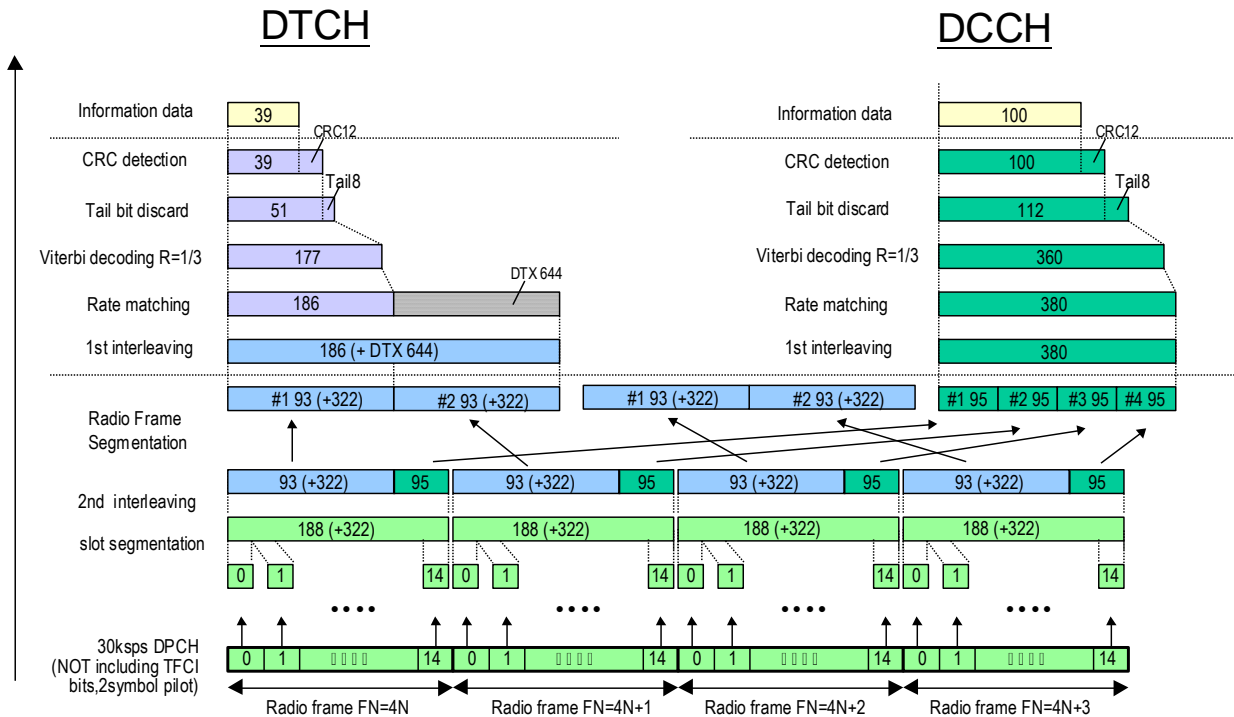 DTCH
DCCH
Information data
39
Information data
100
CRC12
CRC12
CRC detection
39
CRC detection
100
Tail8
Tail8
Tail bit discard
51
Tail bit discard
112
Viterbi decoding R=1/3
177
Viterbi decoding R=1/3
360
DTX 644
Rate matching
186
Rate matching
380
1st interleaving
186 (+ DTX 644)
1st interleaving
380
#1 93 (+322)
#2 93 (+322)
#1 93 (+322)
#2 93 (+322)
#1 95
#2 95
#3 95
#4 95
Radio Frame
Segmentation
93 (+322)
95
93 (+322)
95
93 (+322)
95
93 (+322)
95
2nd interleaving
188 (+322)
188 (+322)
188 (+322)
188 (+322)
slot segmentation
0
1
14
0
1
14
0
1
14
0
1
14
30ksps DPCH
(NOT including TFCI
bits,2symbol pilot)
0
1
14
0
1
14
0
1
14
0
1
14
Radio frame FN=4N
Radio frame FN=4N+1
Radio frame FN=4N+2
Radio frame FN=4N+3